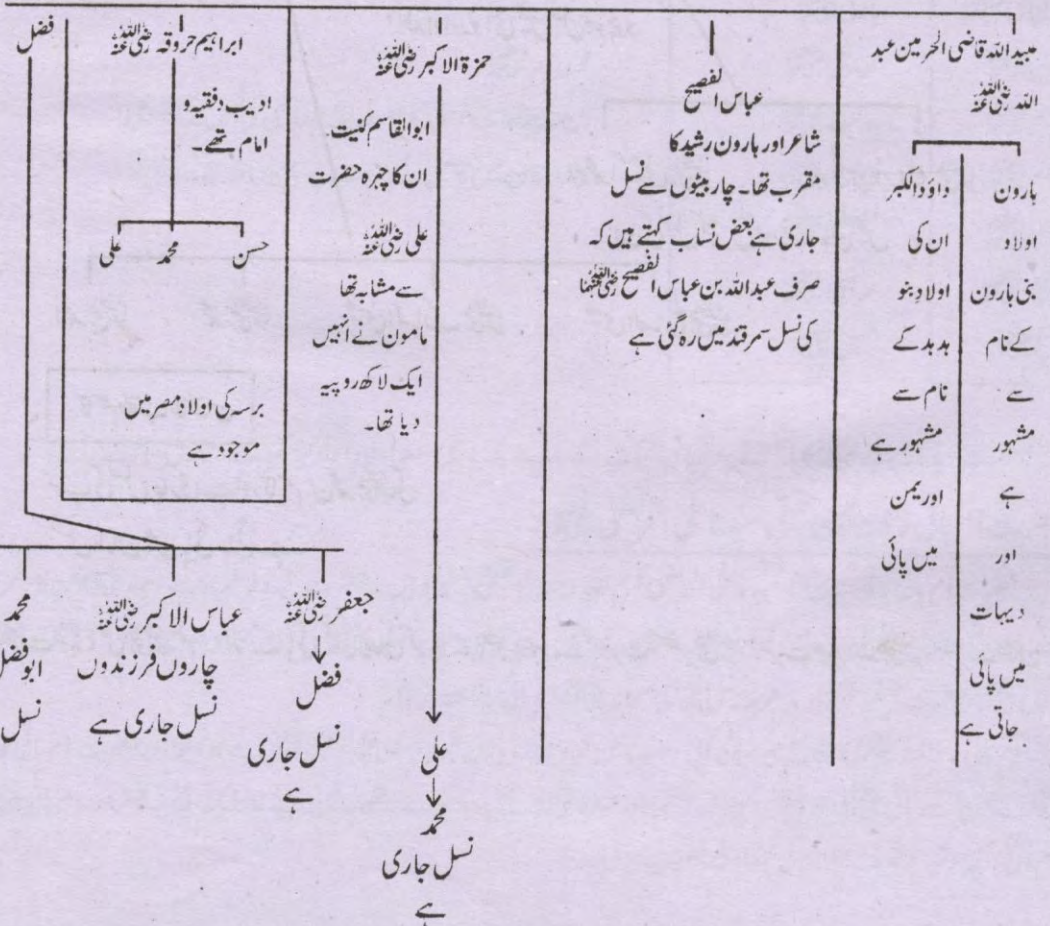 عبید اللہ قاضی الحرمین عبد
اللہ رضی اللہ عنہ
ہارون
اولاد
بنی ہارون
کے نام
سے
مشہور
ہے
اور
دیہات
میں پائی
جاتی ہے
داؤد الکبر
ان کی
اولاد بنو
ہدہد کے
نام سے
مشہور ہے
اور یمن
میں پائی
عباس الفصیح
شاعر اور ہارون رشید کا
مقرب تھا۔ چار بیٹوں سے نسل
جاری ہے بعض نساب کہتے ہیں کہ
صرف عبداللہ بن عباس الفصیح رضی اللہ عنہما
کی نسل سمرقند میں رہ گئی ہے
حمزۃ الاکبر رضی اللہ عنہ
ابوالقاسم کنیت
ان کا چہرہ حضرت
علی رضی اللہ عنہ
سے مشابہ تھا
مامون نے انہیں
ایک لاکھ روپیہ
دیا تھا۔
علی
محمد
نسل جاری
ہے
ابراہیم حروقہ رضی اللہ عنہ
ادیب و فقیہ و
امام تھے۔
حسن محمد علی
برسہ کی اولاد مصر میں
موجود ہے
فضل
جعفر رضی اللہ عنہ
فضل
نسل جاری
ہے
عباس الاکبر رضی اللہ عنہ
چاروں فرزندوں
نسل جاری ہے
محمد
ابو فضل
نسل